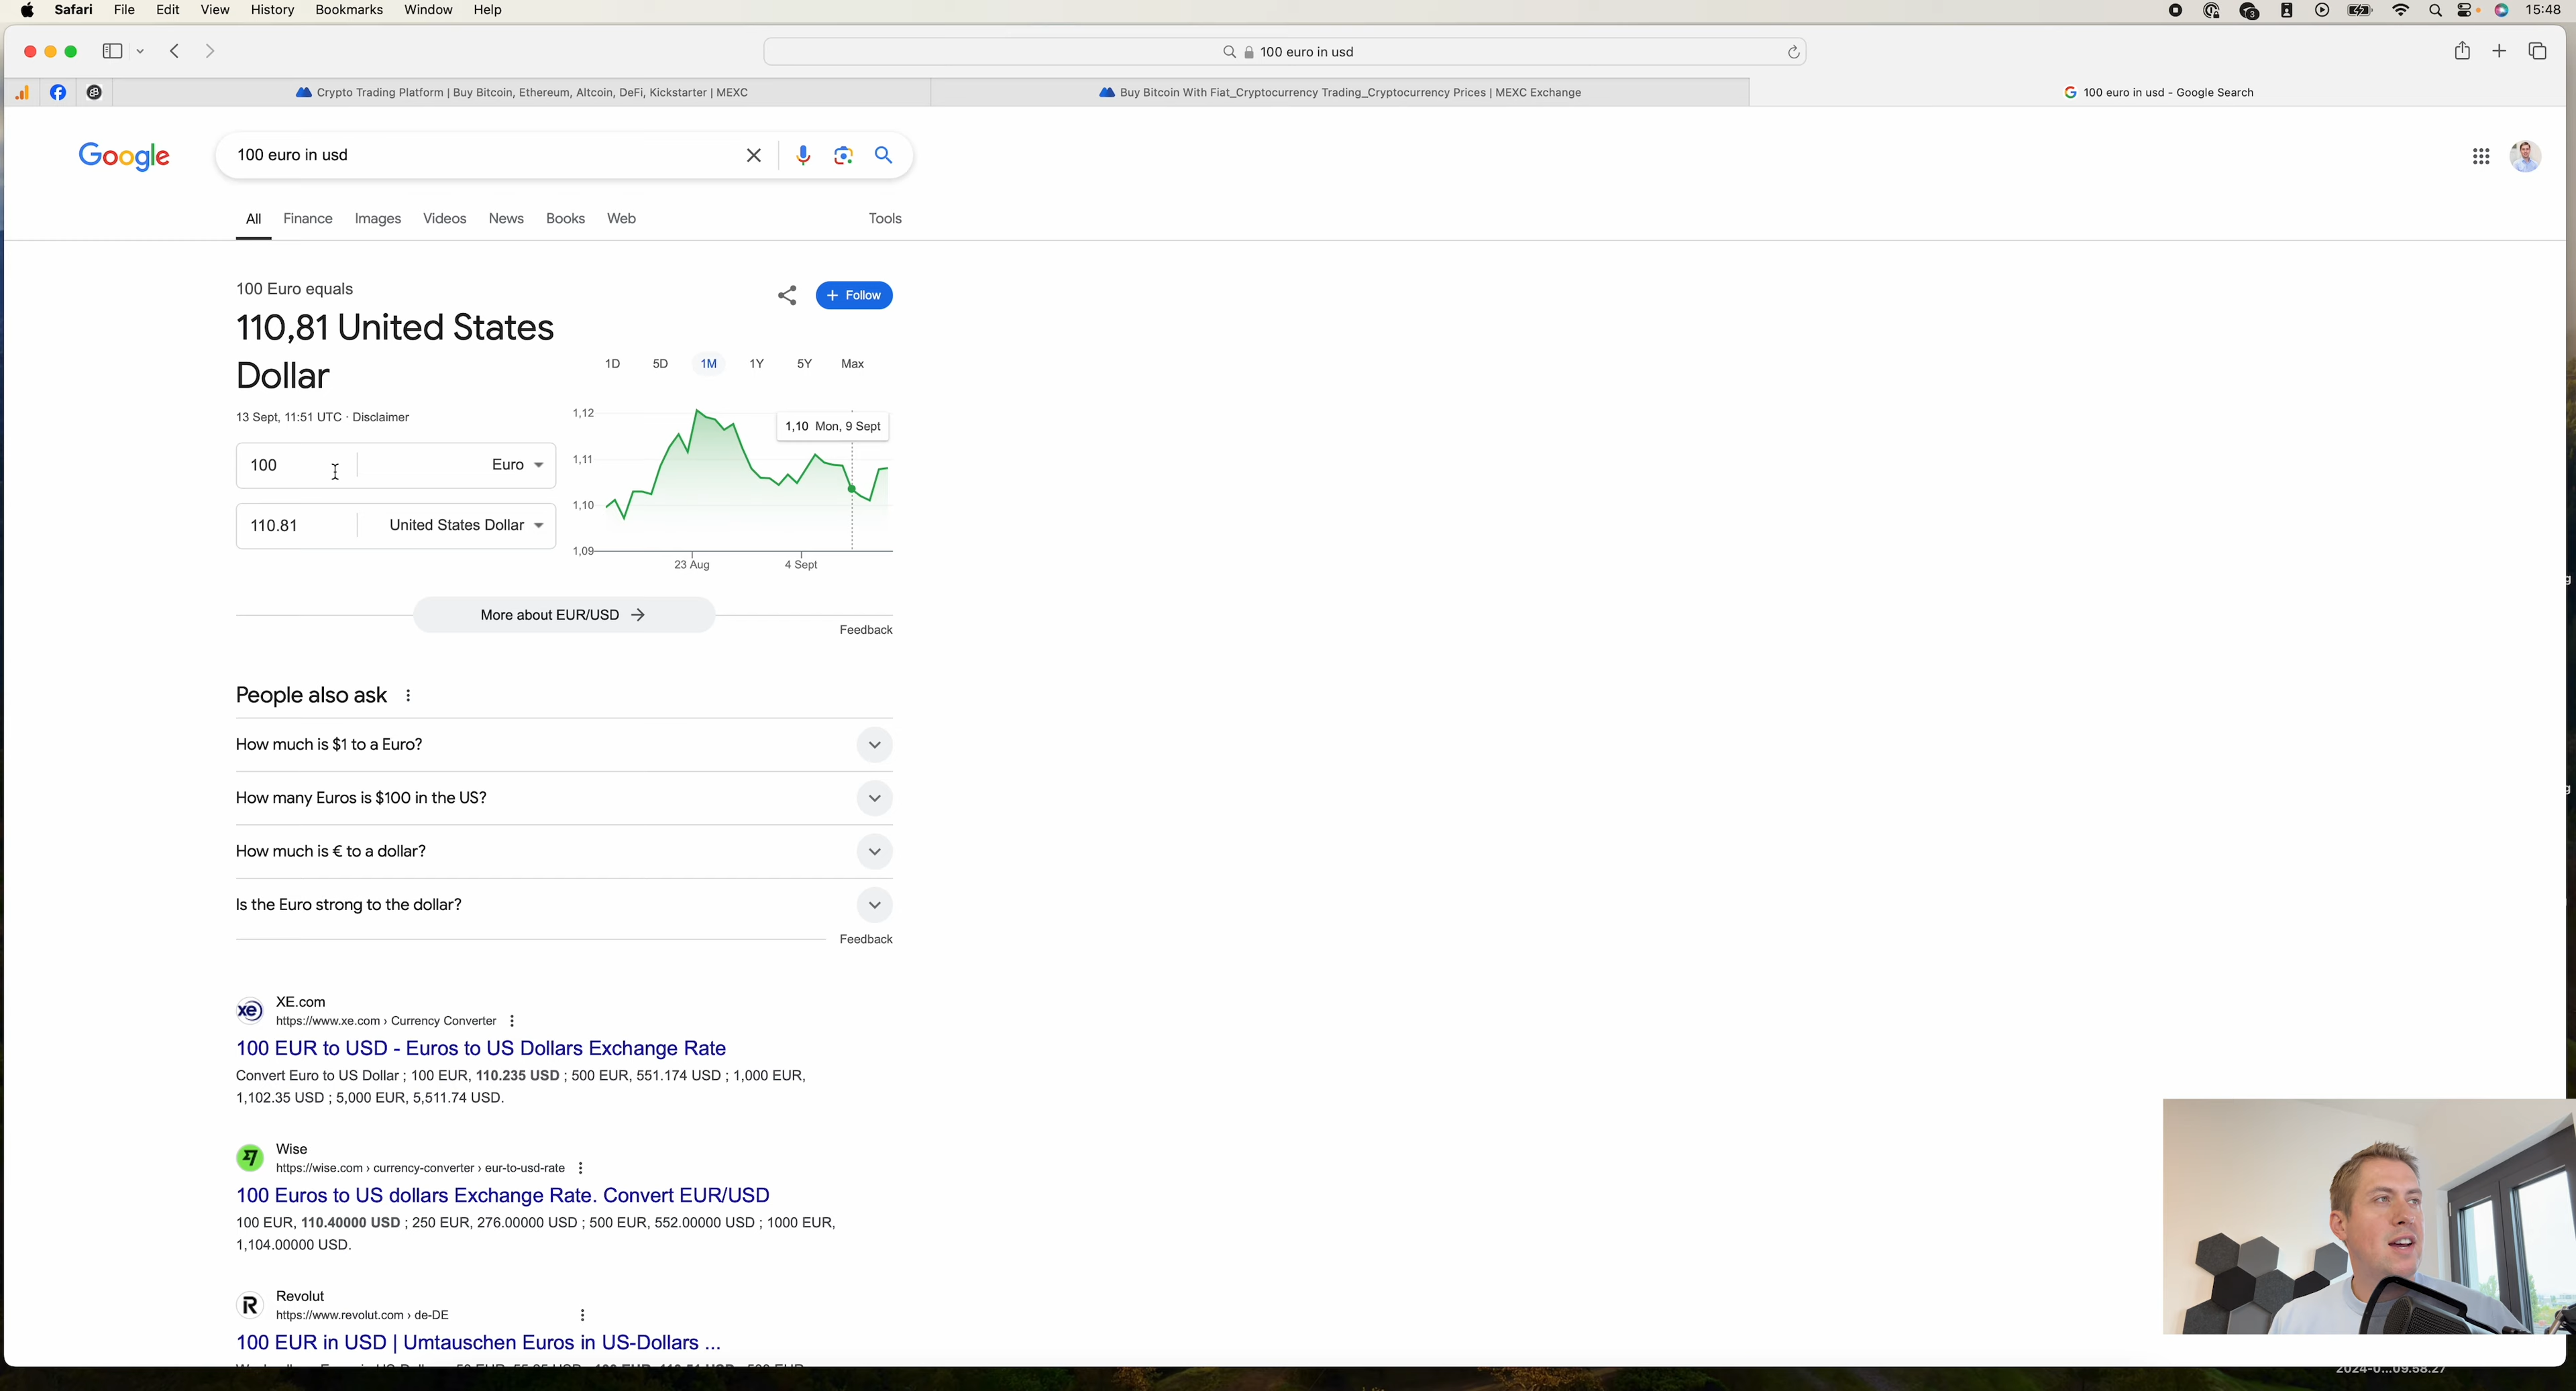 Safari File Edit View History Bookmarks Window Help
3
15:48
100 euro in usd
Crypto Trading Platform | Buy Bitcoin, Ethereum, Altcoin, DeFi, Kickstarter | MEXC
Buy Bitcoin With Fiat_Cryptocurrency Trading_Cryptocurrency Prices | MEXC Exchange
100 euro in usd - Google Search
Google
100 euro in usd
All Finance Images Videos News Books Web Tools
100 Euro equals
Follow
110,81 United States
Dollar
13 Sept, 11:51 UTC · Disclaimer
1D 5D 1M 1Y 5Y Max
100 Euro
110.81 United States Dollar
1,12
1,11
1,10
1,09
1,10 Mon, 9 Sept
23 Aug 4 Sept
More about EUR/USD
Feedback
People also ask
How much is $1 to a Euro?
How many Euros is $100 in the US?
How much is € to a dollar?
Is the Euro strong to the dollar?
Feedback
xe
XE.com
https://www.xe.com › Currency Converter
100 EUR to USD - Euros to US Dollars Exchange Rate
Convert Euro to US Dollar ; 100 EUR, 110.235 USD ; 500 EUR, 551.174 USD ; 1,000 EUR,
1,102.35 USD ; 5,000 EUR, 5,511.74 USD.
Wise
https://wise.com › currency-converter › eur-to-usd-rate
100 Euros to US dollars Exchange Rate. Convert EUR/USD
100 EUR, 110.40000 USD ; 250 EUR, 276.00000 USD ; 500 EUR, 552.00000 USD ; 1000 EUR,
1,104.00000 USD.
R
Revolut
https://www.revolut.com › de-DE
100 EUR in USD | Umtauschen Euros in US-Dollars ...
2024-0...09.58.27